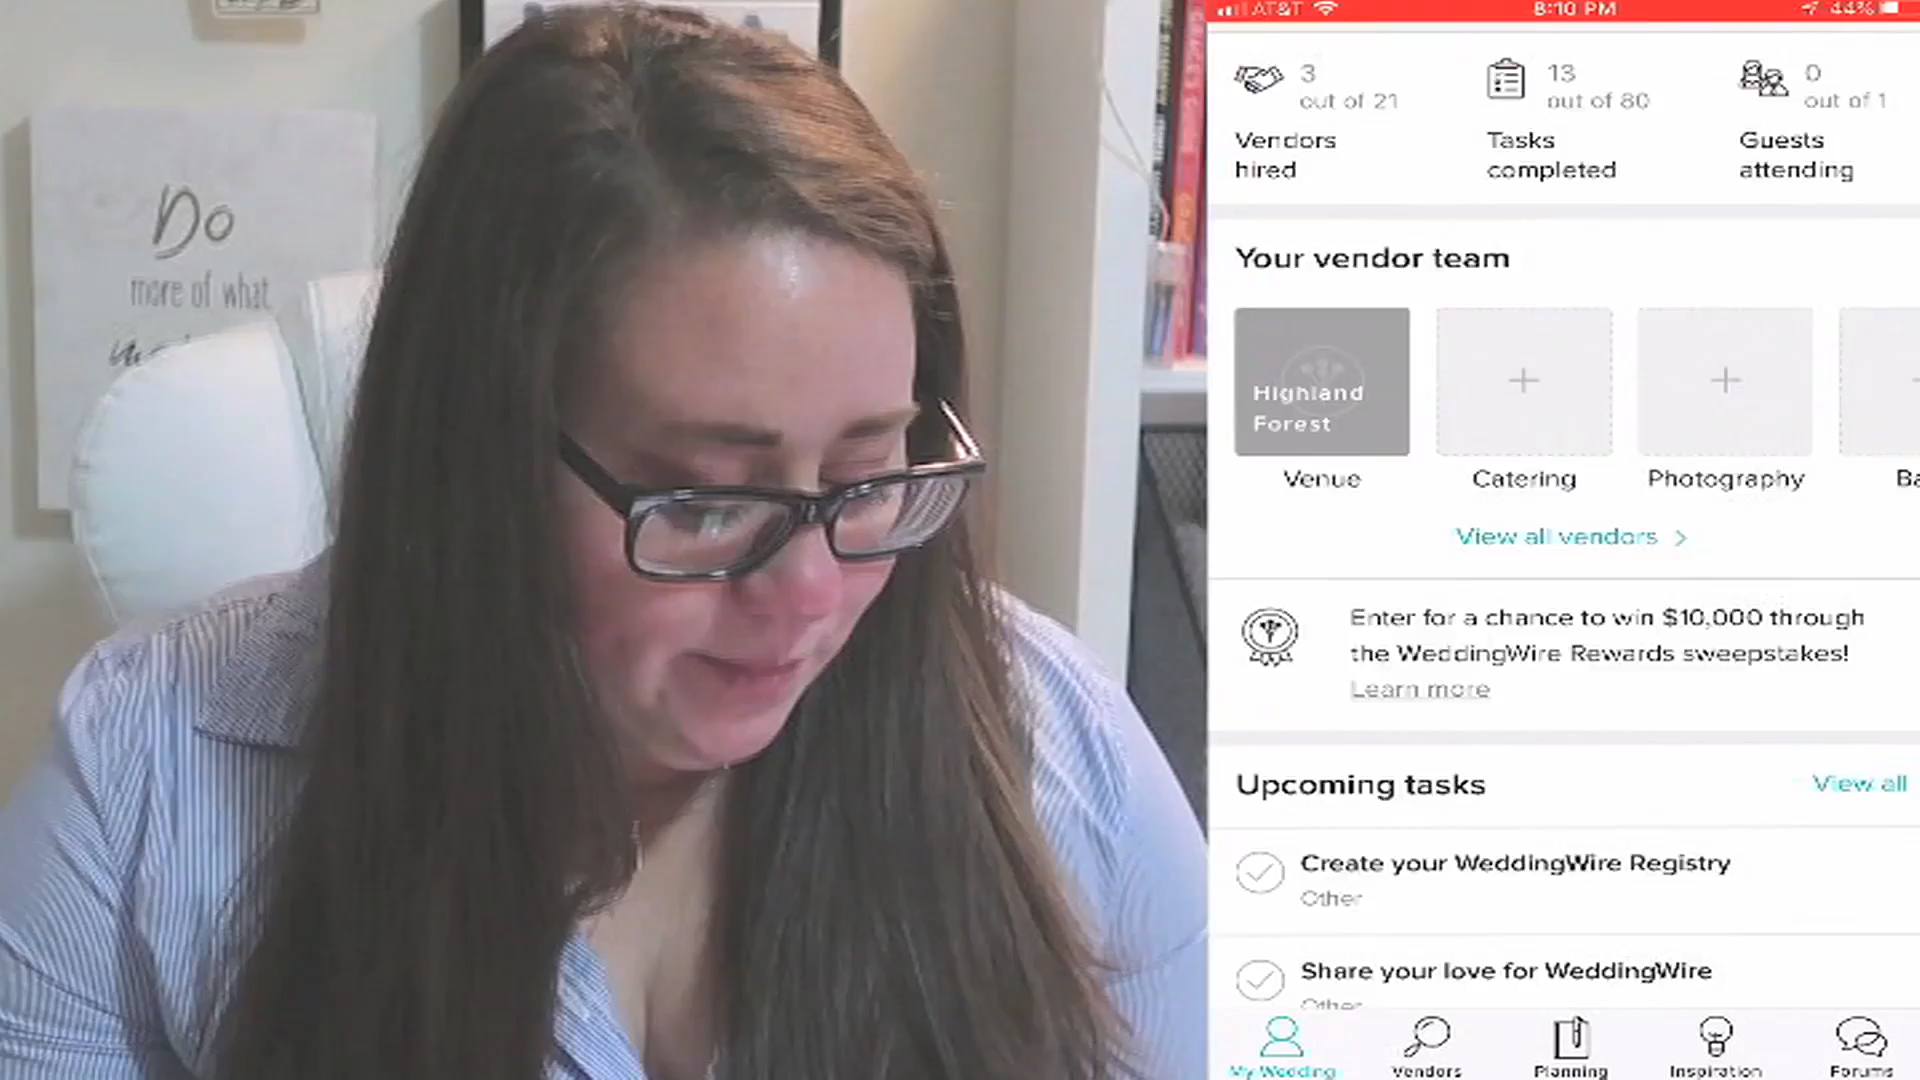 Do
more of what
AT&T
8:10 PM
44%
3
out of 21
Vendors
hired
13
out of 80
Tasks
completed
0
out of 1
Guests
attending
Your vendor team
Highland
Forest
Venue
Catering
Photography
Ba
View all vendors >
Enter for a chance to win $10,000 through
the WeddingWire Rewards sweepstakes!
Learn more
Upcoming tasks
View all
Create your WeddingWire Registry
Other
Share your love for WeddingWire
Other
My Wedding
Vendors
Planning
Inspiration
Forums